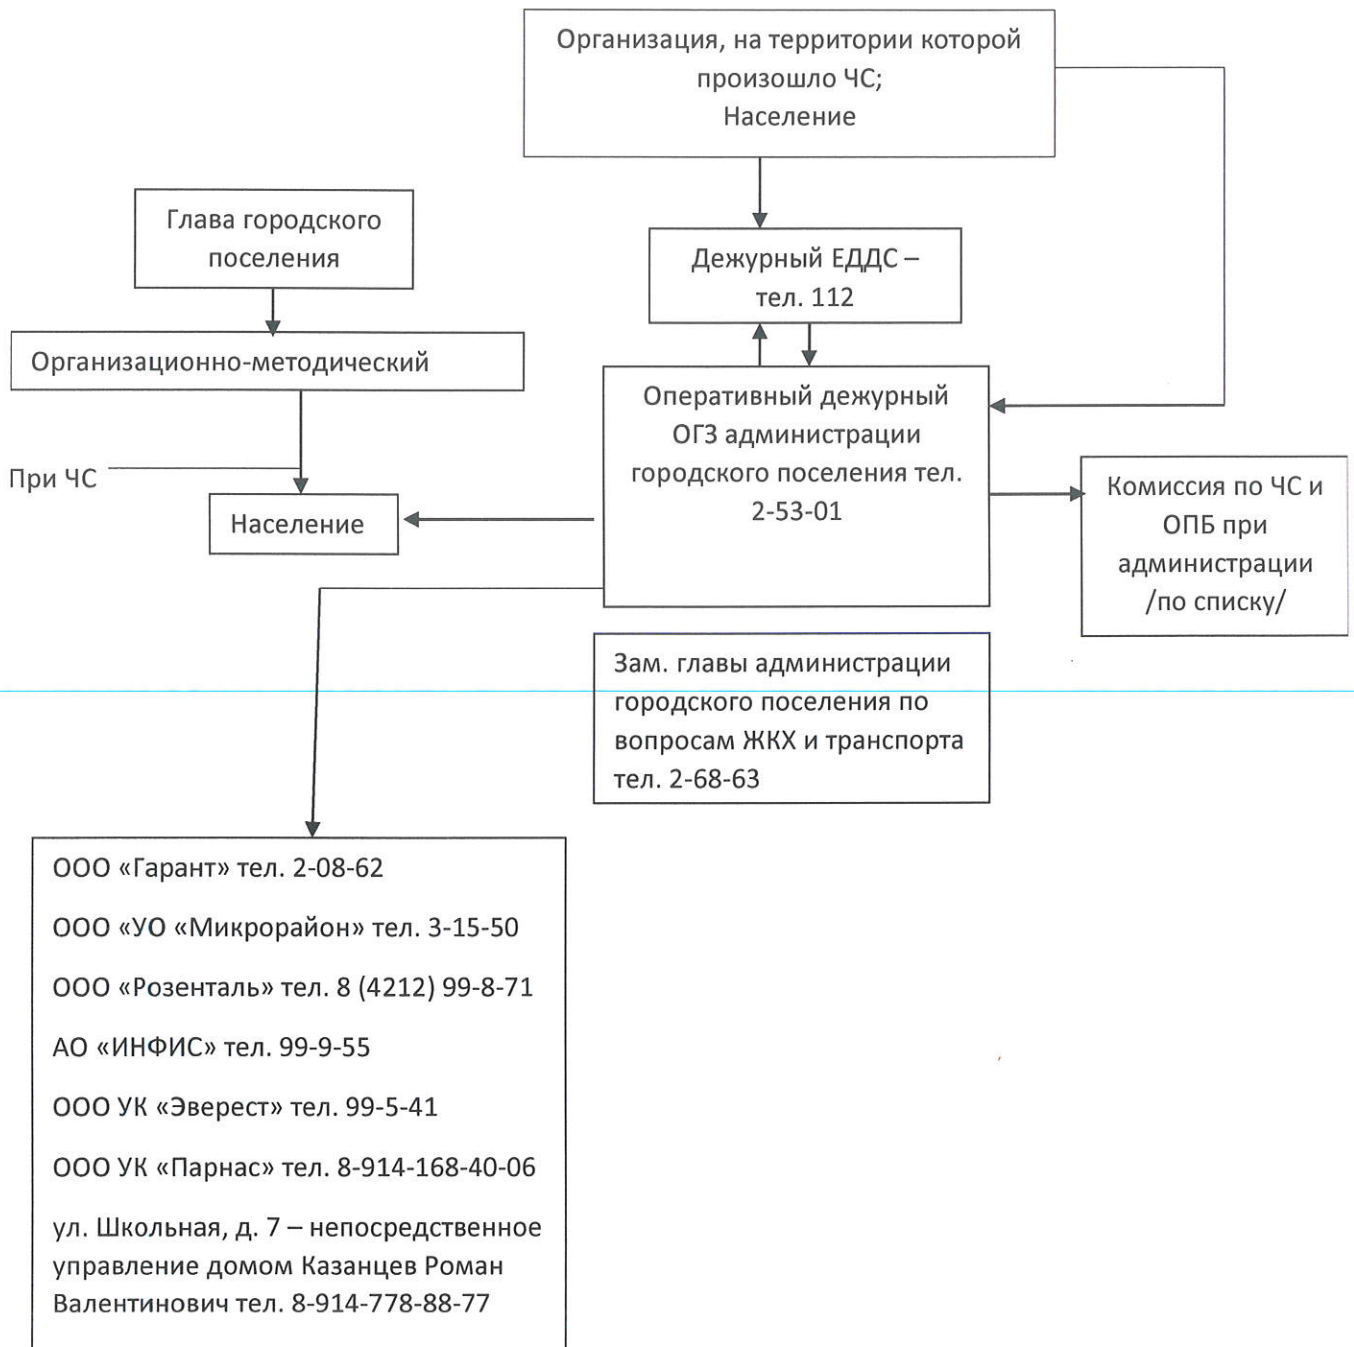 Организация, на территории которой
произошло ЧС;
Население
Глава городского
поселения
Дежурный ЕДДС –
тел. 112
Организационно-методический
Оперативный дежурный
ОГЗ администрации
городского поселения тел.
2-53-01
При ЧС
Население
Комиссия по ЧС и
ОПБ при
администрации
/по списку/
Зам. главы администрации
городского поселения по
вопросам ЖКХ и транспорта
тел. 2-68-63
ООО «Гарант» тел. 2-08-62
ООО «УО «Микрорайон» тел. 3-15-50
ООО «Розенталь» тел. 8 (4212) 99-8-71
АО «ИНФИС» тел. 99-9-55
ООО УК «Эверест» тел. 99-5-41
ООО УК «Парнас» тел. 8-914-168-40-06
ул. Школьная, д. 7 – непосредственное
управление домом Казанцев Роман
Валентинович тел. 8-914-778-88-77